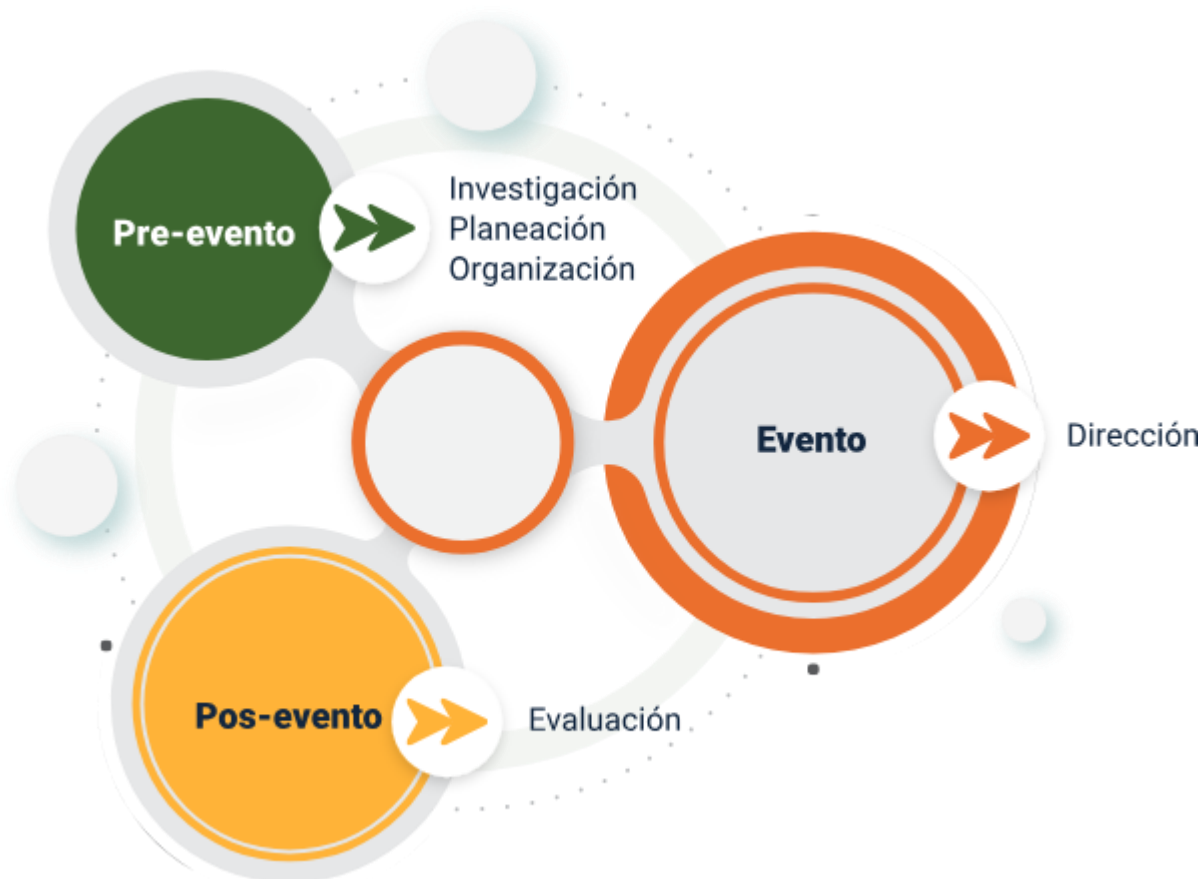 Pre-evento
Investigación
Planeación
Organización
Evento
Dirección
Pos-evento
Evaluación